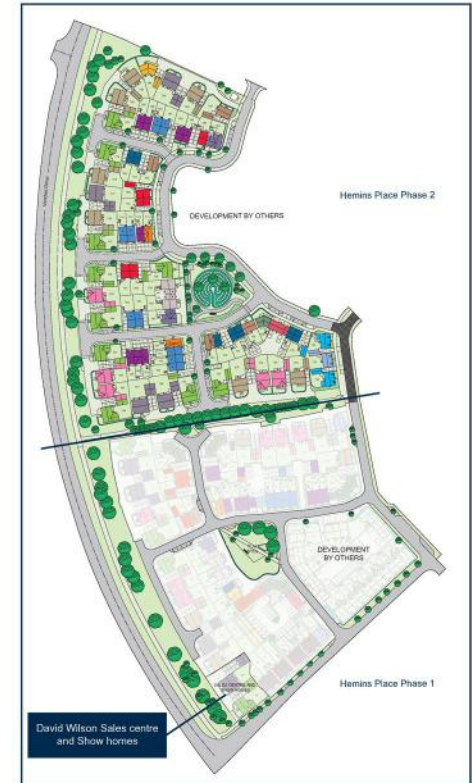 Hemins Place Phase 2
DEVELOPMENT BY OTHERS
DEVELOPMENT
BY OTHERS
Hemins Place Phase 1
David Wilson Sales centre
and Show homes